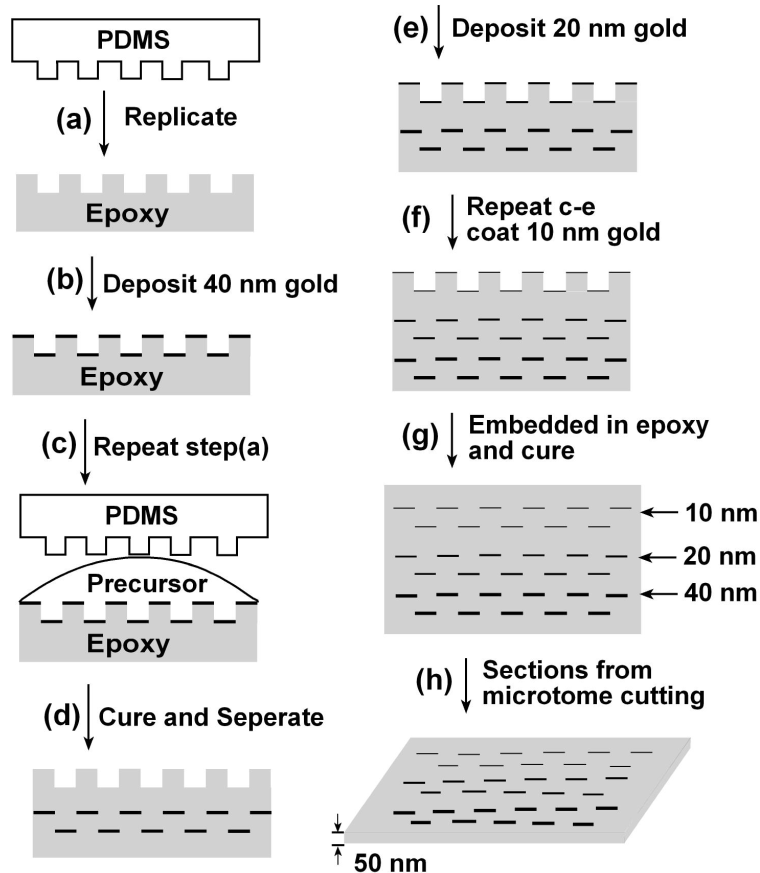 PDMS
(a) Replicate
Epoxy
(b) Deposit 40 nm gold
Epoxy
(c) Repeat step(a)
PDMS
Precursor
Epoxy
(d) Cure and Seperate
(e) Deposit 20 nm gold
(f) Repeat c-e
coat 10 nm gold
(g) Embedded in epoxy
and cure
10 nm
20 nm
40 nm
(h) Sections from
microtome cutting
50 nm